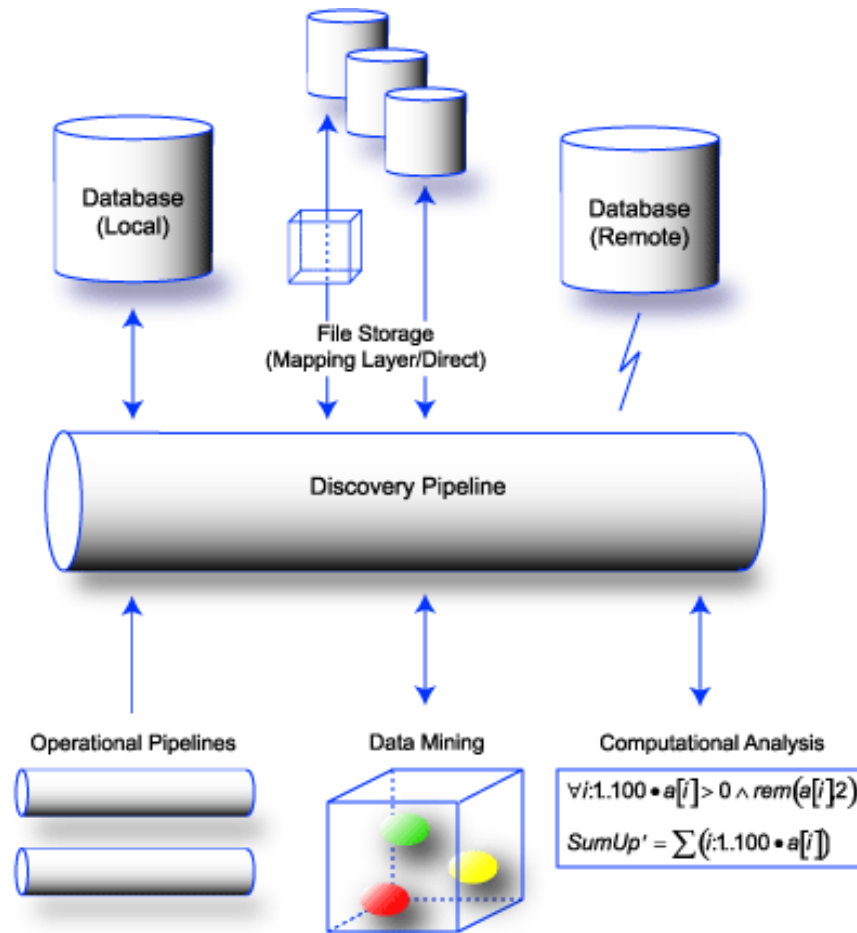 Database
(Local)
Database
(Remote)
File Storage
(Mapping Layer/Direct)
Discovery Pipeline
Operational Pipelines
Data Mining
Computational Analysis
∀i:1..100 • a[i] > 0 ∧ rem(a[i]2)
SumUp' = ∑(i:1..100 • a[i])